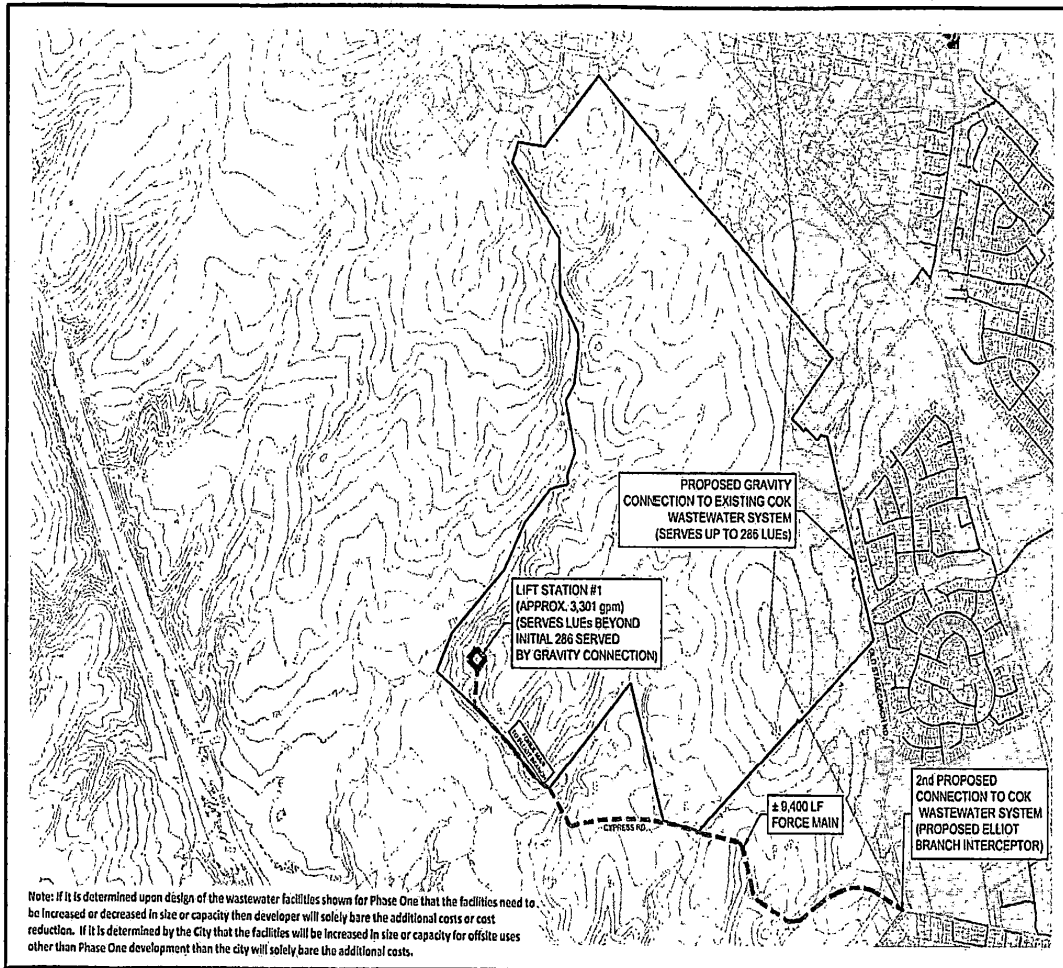 PROPOSED GRAVITY
CONNECTION TO EXISTING COK
WASTEWATER SYSTEM
(SERVES UP TO 286 LUEs)
LIFT STATION #1
(APPROX. 3,301 gpm)
(SERVES LUEs BEYOND
INITIAL 286 SERVED
BY GRAVITY CONNECTION)
2nd PROPOSED
CONNECTION TO COK
WASTEWATER SYSTEM
(PROPOSED ELLIOT
BRANCH INTERCEPTOR)
± 9,400 LF
FORCE MAIN
CYPRESS RD.
Note: If it is determined upon design of the wastewater facilities shown for Phase One that the facilities need to
be increased or decreased in size or capacity then developer will solely bare the additional costs or cost
reduction. If it is determined by the City that the facilities will be increased in size or capacity for offsite uses
other than Phase One development than the city will solely bare the additional costs.